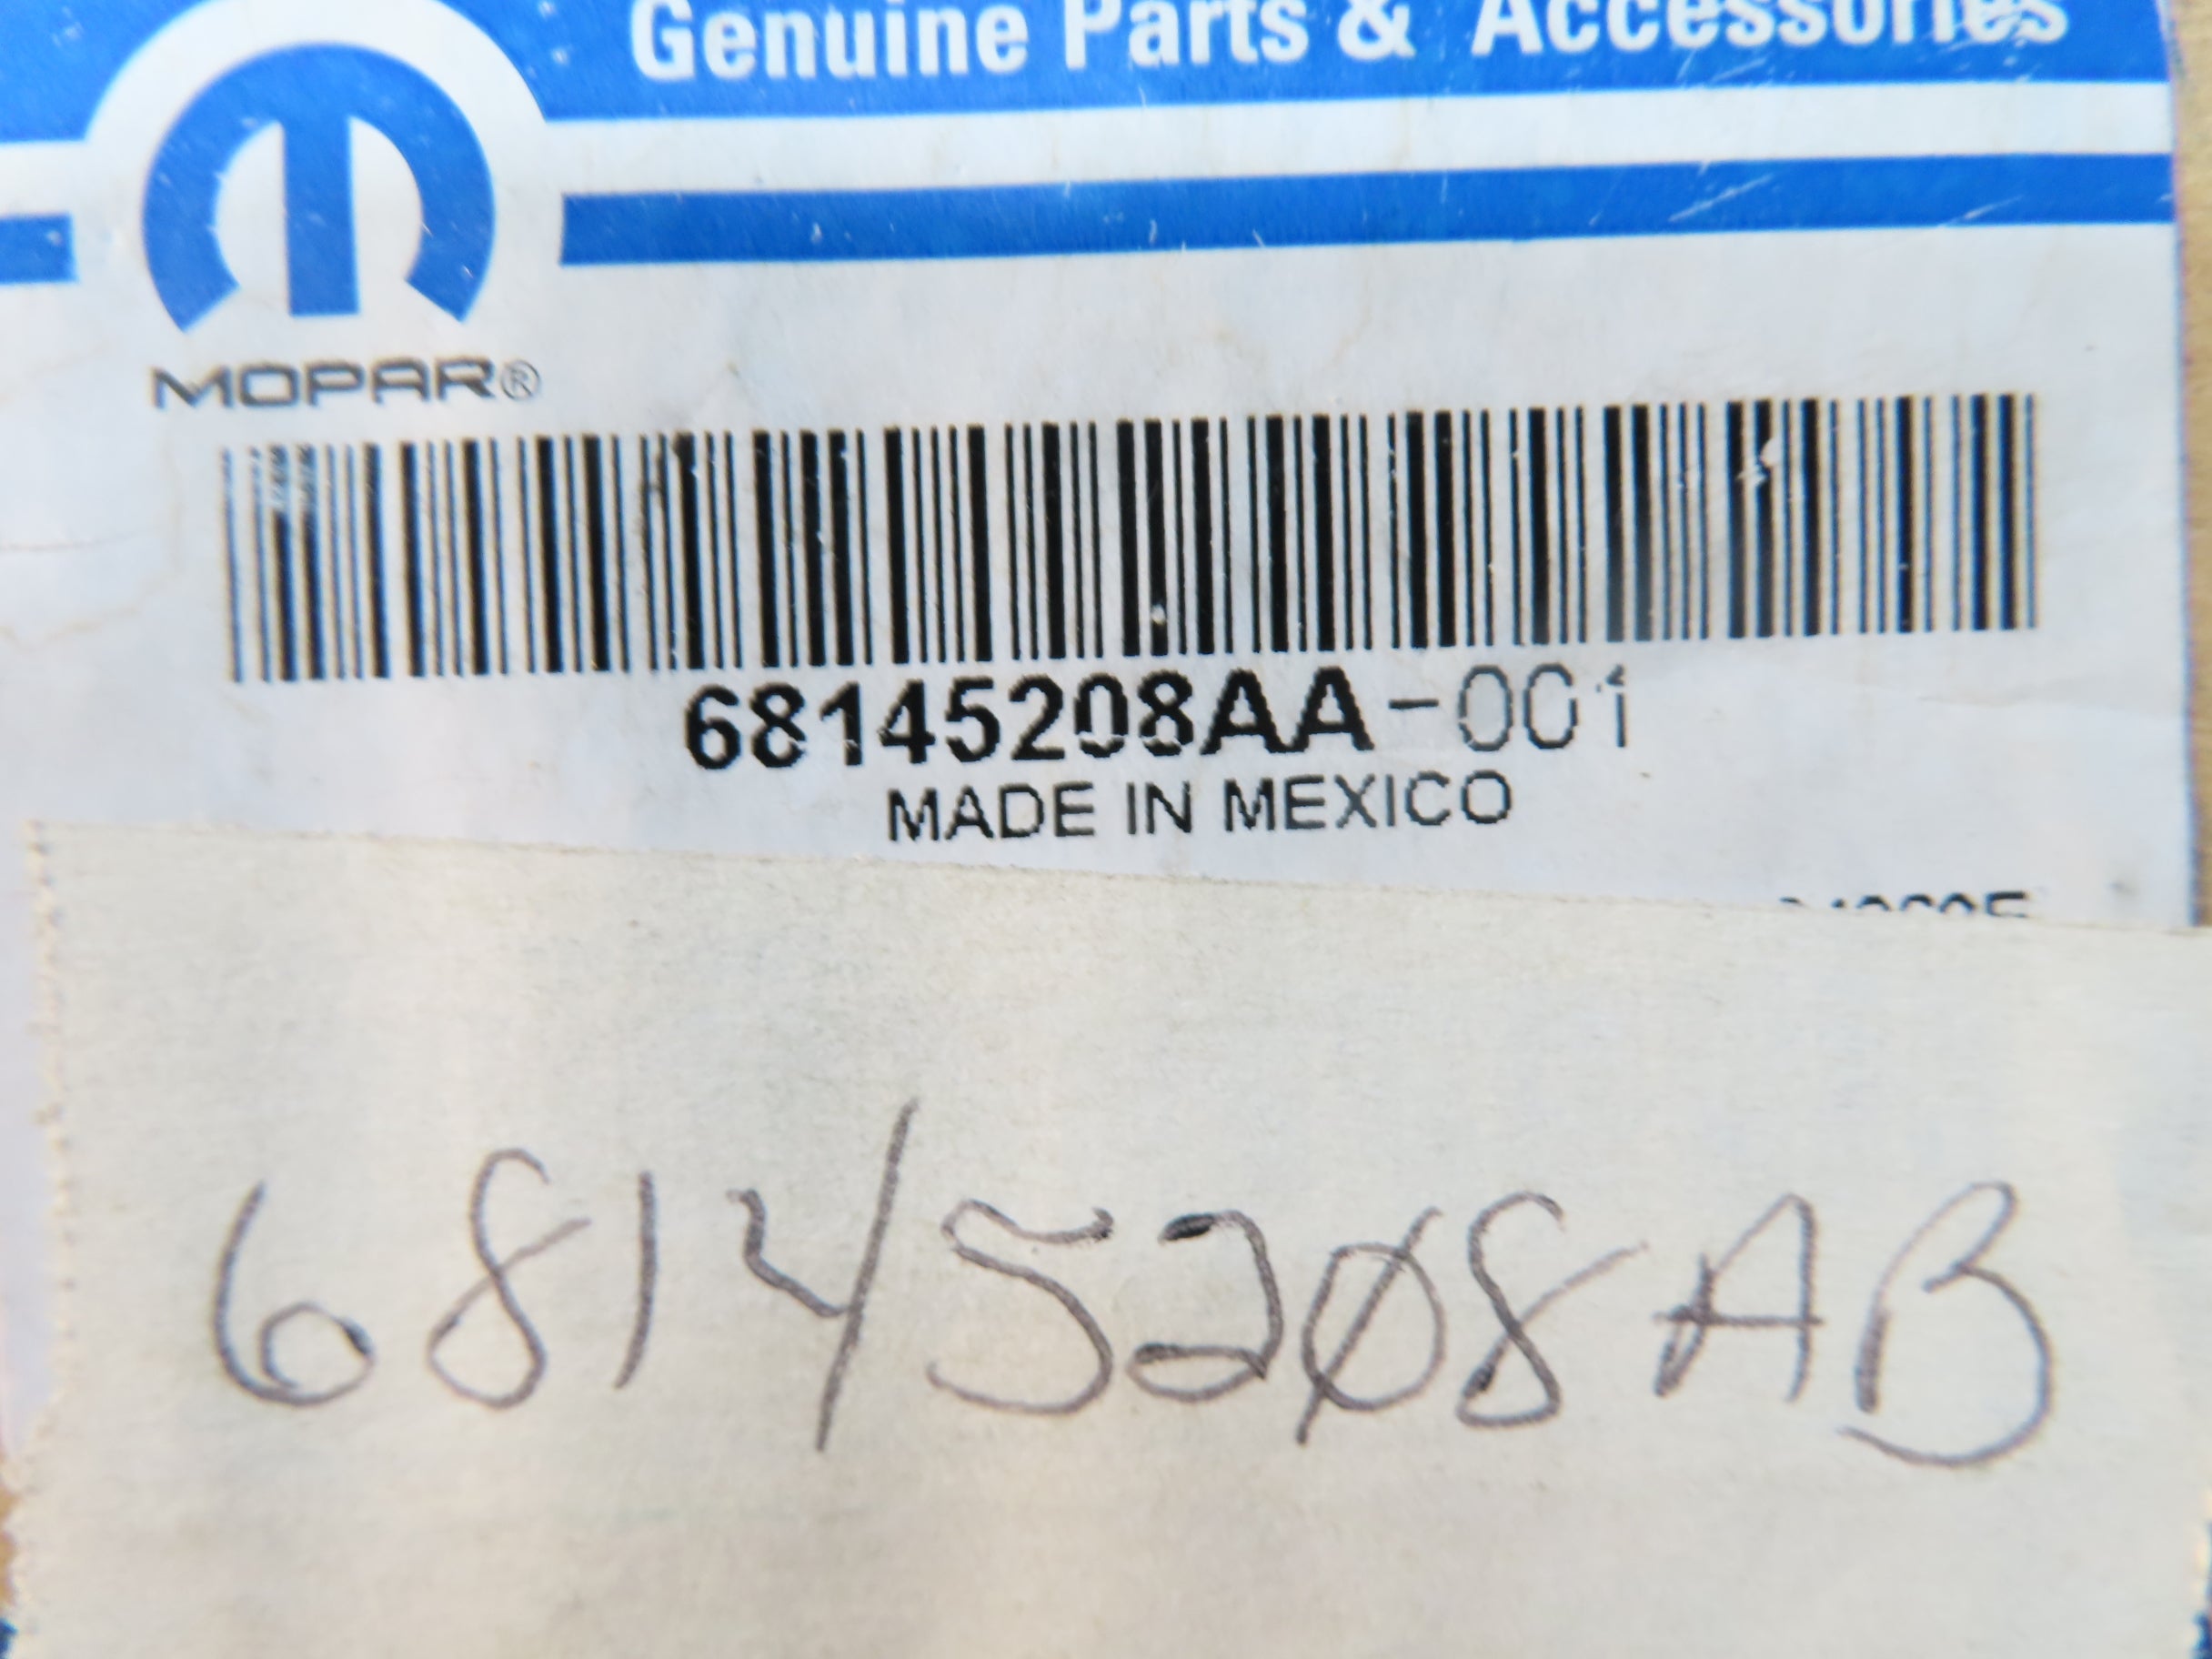 Genuine Parts & Accessories
MOPAR®
68145208AA-001
MADE IN MEXICO
68145208AB